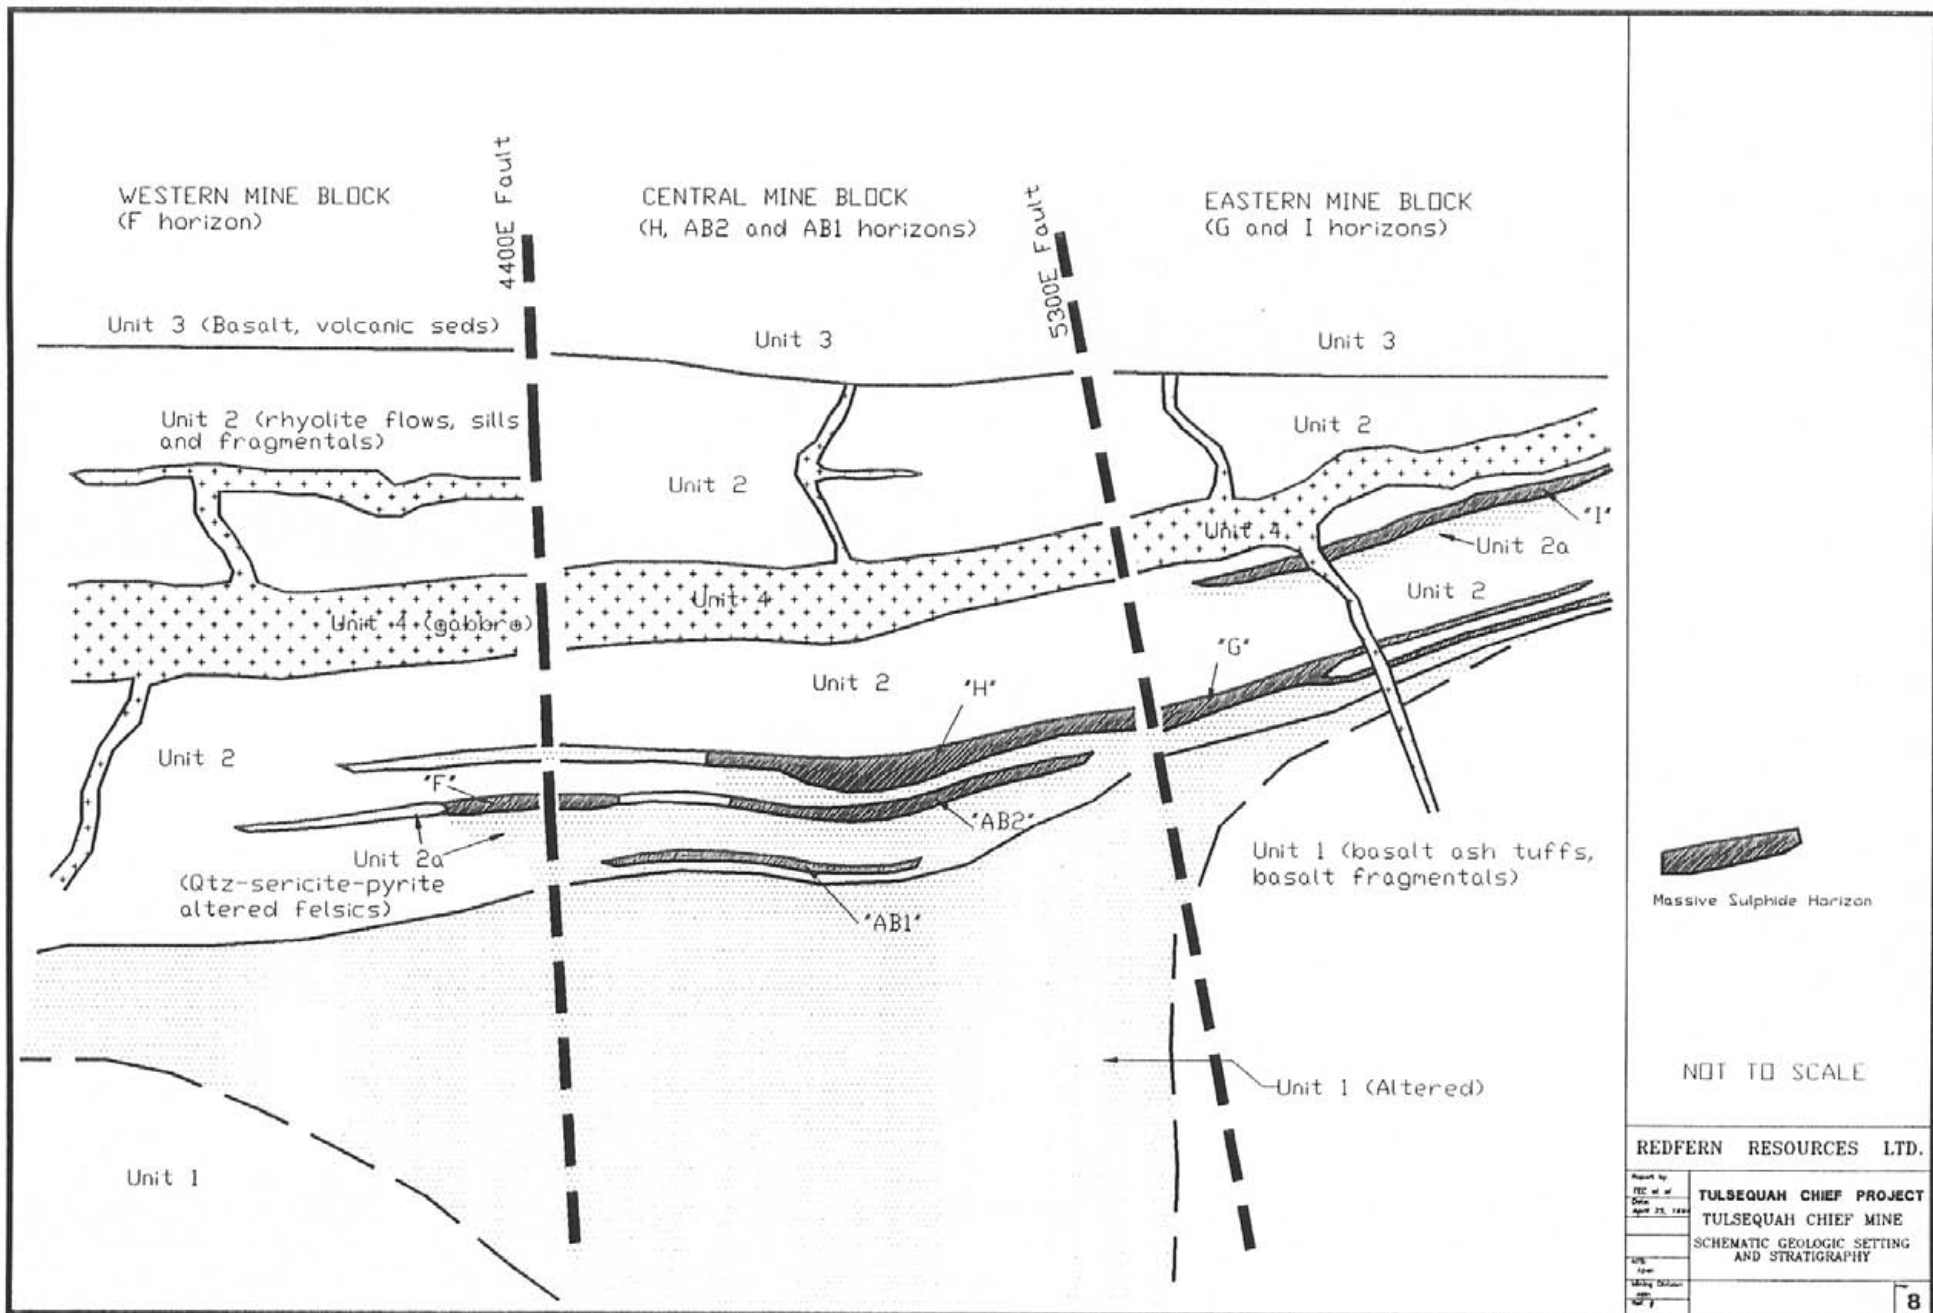 WESTERN MINE BLOCK
(F horizon)
4400E Fault
CENTRAL MINE BLOCK
(H, AB2 and AB1 horizons)
5300E Fault
EASTERN MINE BLOCK
(G and I horizons)
Unit 3 (Basalt, volcanic seds)
Unit 3
Unit 3
Unit 2 (rhyolite flows, sills
and fragmentals)
Unit 2
Unit 2
Unit 4
"I"
Unit 2a
Unit 4 (gabbro)
Unit 4
Unit 2
"G"
Unit 2
"H"
Unit 2
"F"
"AB2"
Unit 2a
(Qtz-sericite-pyrite
altered felsics)
"AB1"
Unit 1 (basalt ash tuffs,
basalt fragmentals)
Unit 1 (Altered)
Unit 1
Massive Sulphide Horizon
NOT TO SCALE
REDFERN RESOURCES LTD.
Report by
Date
TULSEQUAH CHIEF PROJECT
TULSEQUAH CHIEF MINE
SCHEMATIC GEOLOGIC SETTING
AND STRATIGRAPHY
Mining Division
8